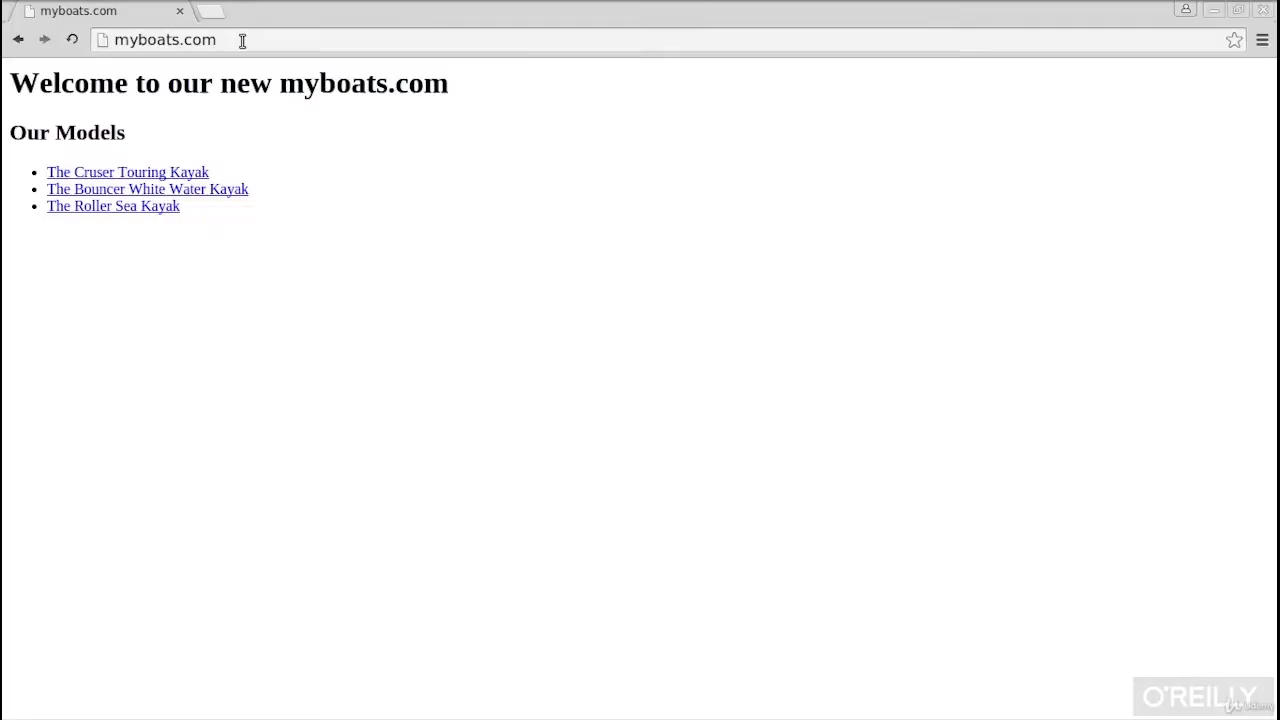 myboats.com
myboats.com
Welcome to our new myboats.com
Our Models
The Cruser Touring Kayak
The Bouncer White Water Kayak
The Roller Sea Kayak
O'REILLY
Udemy